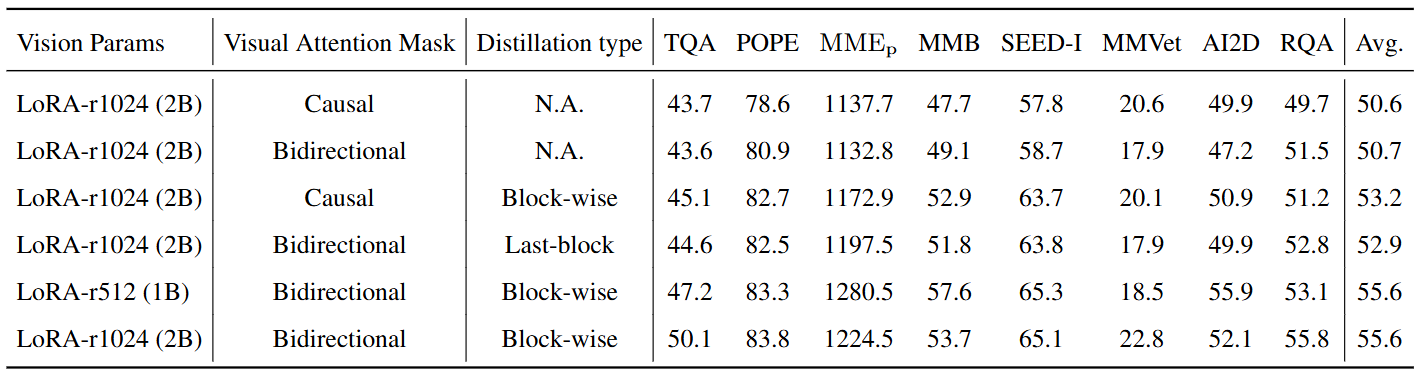 Vision Params Visual Attention Mask Distillation type TQA POPE MMEp MMB SEED-I MMVet AI2D RQA Avg.
LoRA-r1024 (2B) Causal N.A. 43.7 78.6 1137.7 47.7 57.8 20.6 49.9 49.7 50.6
LoRA-r1024 (2B) Bidirectional N.A. 43.6 80.9 1132.8 49.1 58.7 17.9 47.2 51.5 50.7
LoRA-r1024 (2B) Causal Block-wise 45.1 82.7 1172.9 52.9 63.7 20.1 50.9 51.2 53.2
LoRA-r1024 (2B) Bidirectional Last-block 44.6 82.5 1197.5 51.8 63.8 17.9 49.9 52.8 52.9
LoRA-r512 (1B) Bidirectional Block-wise 47.2 83.3 1280.5 57.6 65.3 18.5 55.9 53.1 55.6
LoRA-r1024 (2B) Bidirectional Block-wise 50.1 83.8 1224.5 53.7 65.1 22.8 52.1 55.8 55.6